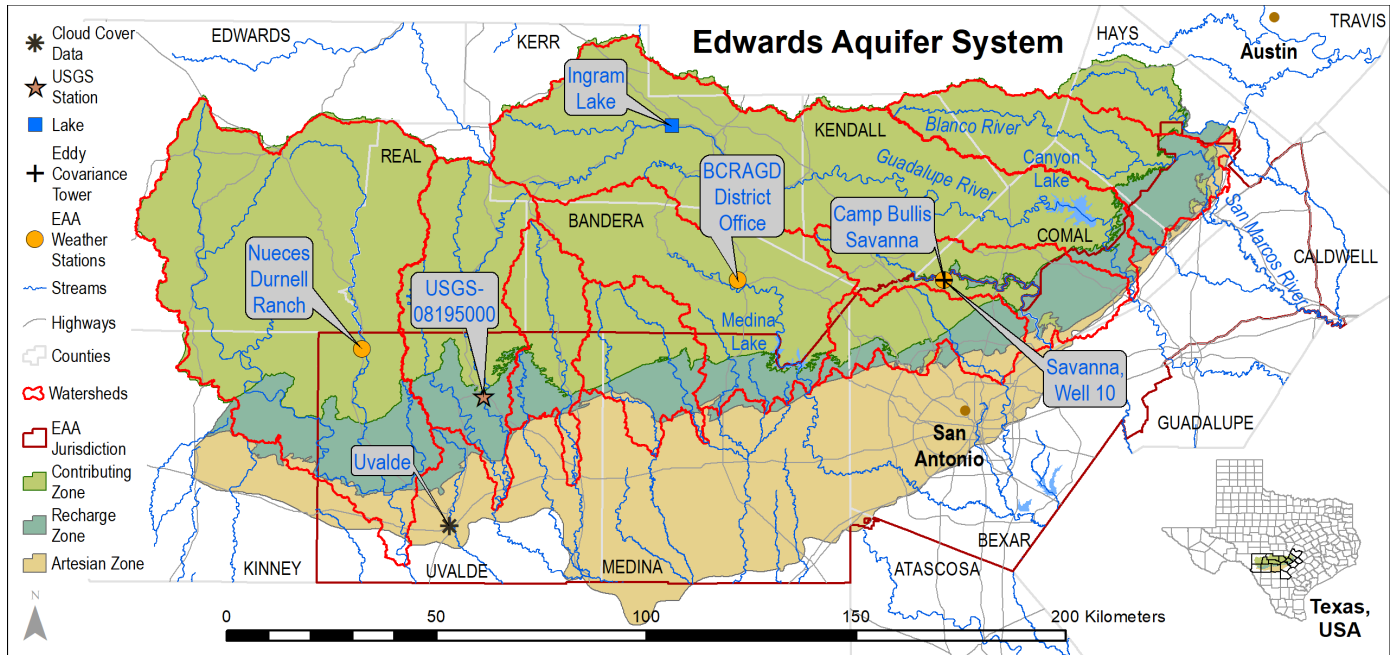 Edwards Aquifer System
Cloud Cover
Data
USGS
Station
Lake
Eddy
Covariance
Tower
EAA
Weather
Stations
Streams
Highways
Counties
Watersheds
EAA
Jurisdiction
Contributing
Zone
Recharge
Zone
Artesian Zone
N
EDWARDS
KERR
HAYS
TRAVIS
Austin
Ingram
Lake
KENDALL
Blanco River
REAL
BCRAGD
District
Office
Guadalupe River
Canyon
Lake
BANDERA
Camp Bullis
Savanna
COMAL
San Marcos River
CALDWELL
Nueces
Durnell
Ranch
USGS-
08195000
Medina
Lake
Savanna,
Well 10
GUADALUPE
San
Antonio
Uvalde
BEXAR
KINNEY
UVALDE
MEDINA
ATASCOSA
Texas,
USA
0 50 100 150 200 Kilometers